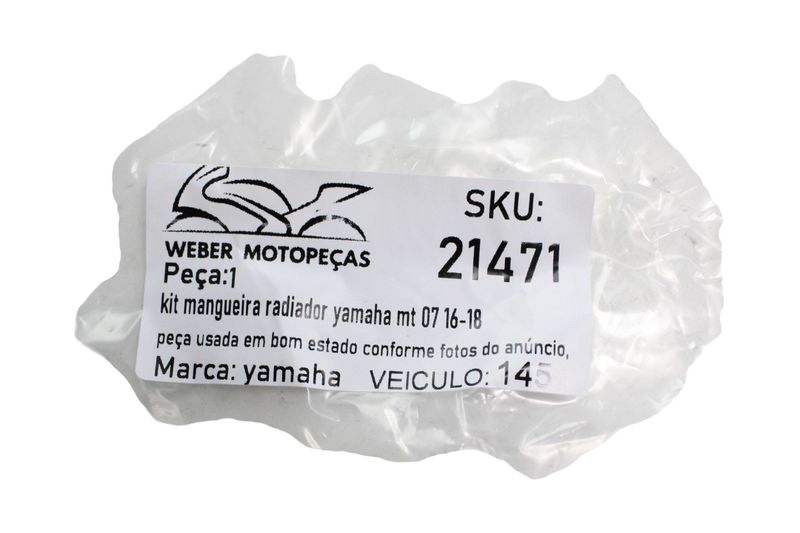 WEBER MOTOPEÇAS
SKU:
21471
Peça:1
kit mangueira radiador yamaha mt 07 16-18
peça usada em bom estado conforme fotos do anúncio,
Marca: yamaha VEICULO: 145